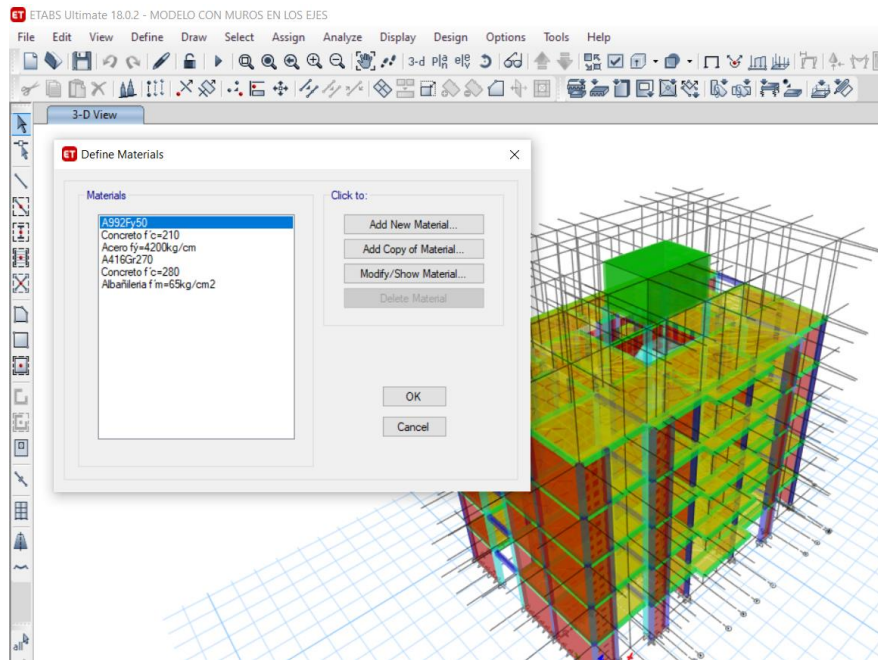 ET ETABS Ultimate 18.0.2 - MODELO CON MUROS EN LOS EJES
File Edit View Define Draw Select Assign Analyze Display Design Options Tools Help
3-d
3-D View
ET Define Materials
Materials
Click to:
A992Fy50
Concreto f´c=210
Acero fý=4200kg/cm
A416Gr270
Concreto f´c=280
Albañileria f´m=65kg/cm2
Add New Material...
Add Copy of Material...
Modify/Show Material...
Delete Material
OK
Cancel
all